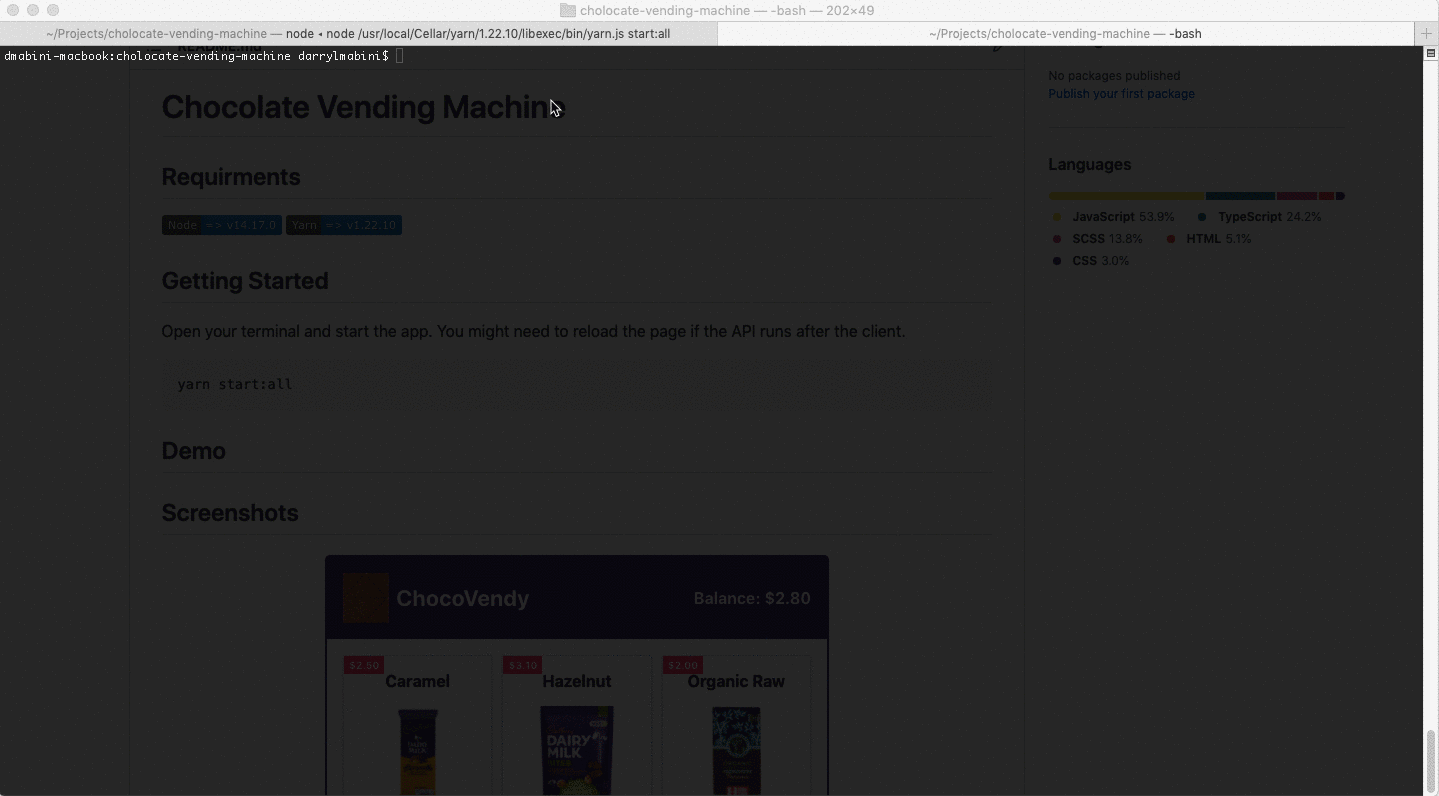 cholocate-vending-machine — -bash — 202×49
~/Projects/cholocate-vending-machine — node ◂ node /usr/local/Cellar/yarn/1.22.10/libexec/bin/yarn.js start:all
~/Projects/cholocate-vending-machine — -bash
README.md
dmabini-macbook:cholocate-vending-machine darrylmabini$
No packages published
Publish your first package
Chocolate Vending Machine
Languages
JavaScript 53.9% TypeScript 24.2%
SCSS 13.8% HTML 5.1%
CSS 3.0%
Requirments
Node => v14.17.0 Yarn => v1.22.10
Getting Started
Open your terminal and start the app. You might need to reload the page if the API runs after the client.
yarn start:all
Demo
Screenshots
ChocoVendy
Balance: $2.80
$2.50
Caramel
$3.10
Hazelnut
$2.00
Organic Raw
DAIRY
MILK